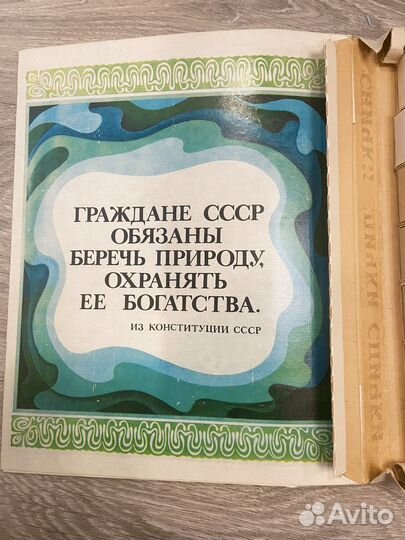 ГРАЖДАНЕ СССР
ОБЯЗАНЫ
БЕРЕЧЬ ПРИРОДУ,
ОХРАНЯТЬ
ЕЕ БОГАТСТВА.
ИЗ КОНСТИТУЦИИ СССР
Avito